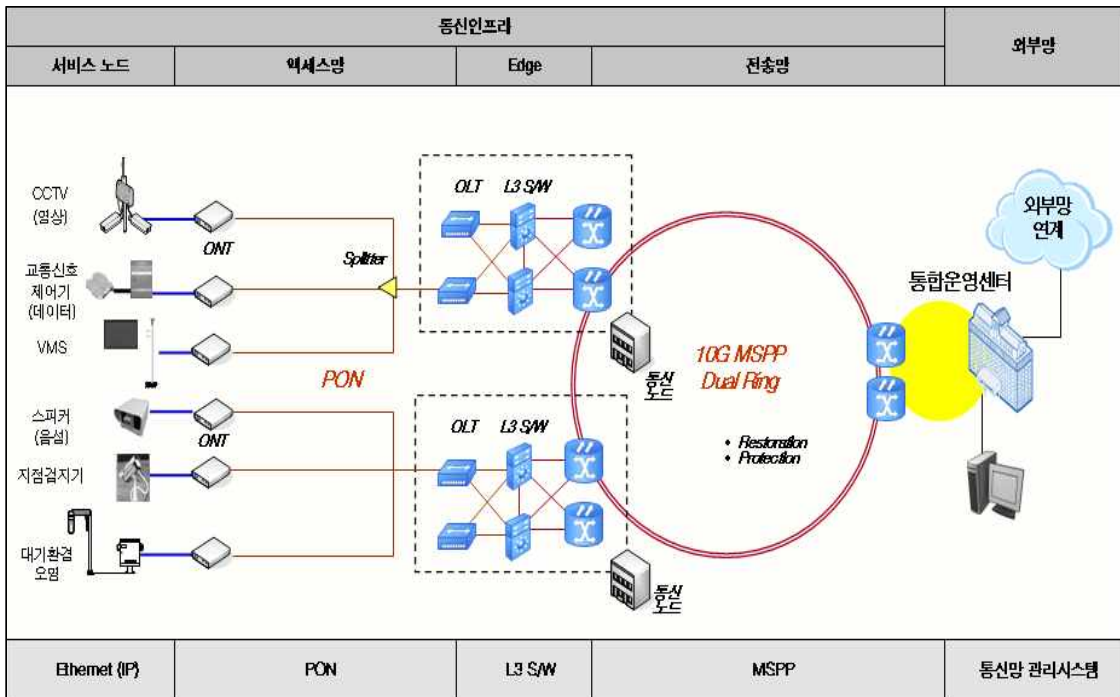 통신인프라
외부망
서비스 노드
액세스망
Edge
전송망
CCTV
(영상)
ONT
교통신호
제어기
(데이터)
VMS
Splitter
PON
스피커
(음성)
ONT
지점검지기
대기환경
오염
OLT
L3 S/W
통신
노드
OLT
L3 S/W
통신
노드
10G MSPP
Dual Ring
• Restoration
• Protection
통합운영센터
외부망
연계
Ethernet (IP)
PON
L3 S/W
MSPP
통신망 관리시스템